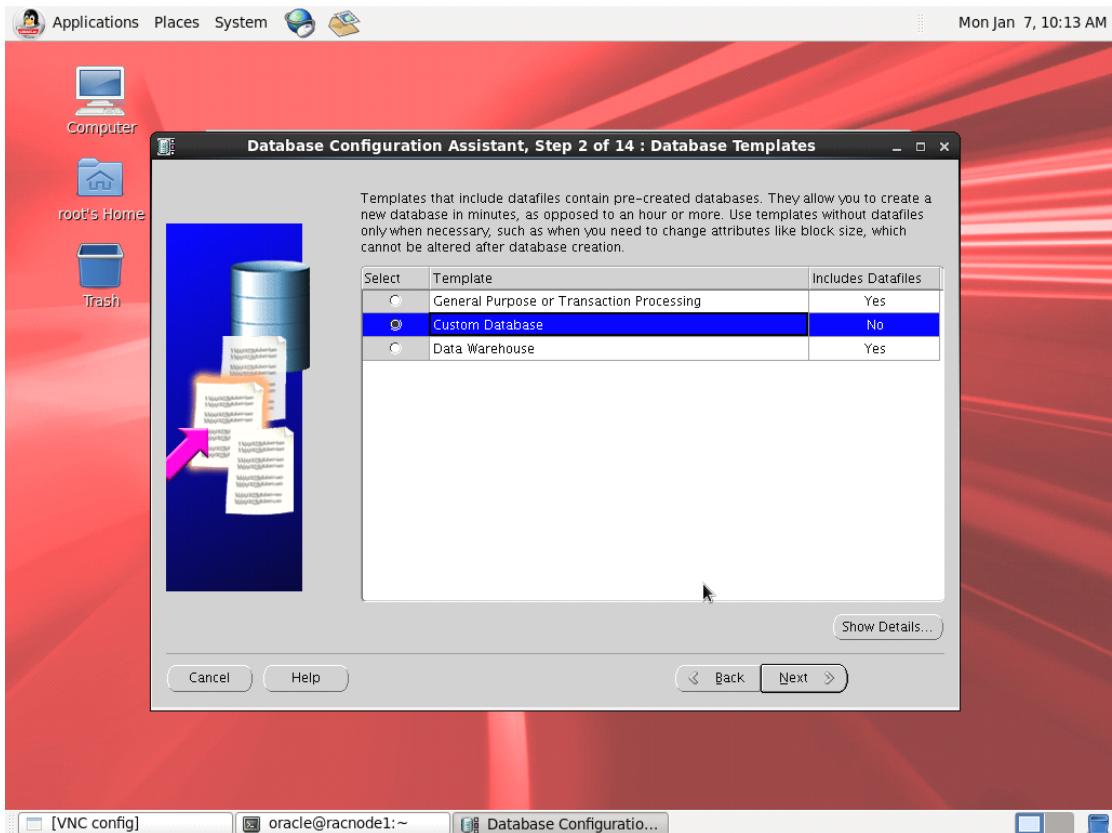 Applications Places System
Mon Jan 7, 10:13 AM
Computer
root's Home
Trash
Database Configuration Assistant, Step 2 of 14 : Database Templates
Templates that include datafiles contain pre-created databases. They allow you to create a
new database in minutes, as opposed to an hour or more. Use templates without datafiles
only when necessary, such as when you need to change attributes like block size, which
cannot be altered after database creation.
Select Template Includes Datafiles
General Purpose or Transaction Processing Yes
Custom Database No
Data Warehouse Yes
Show Details...
Cancel Help Back Next
[VNC config] oracle@racnode1:~ Database Configuratio...